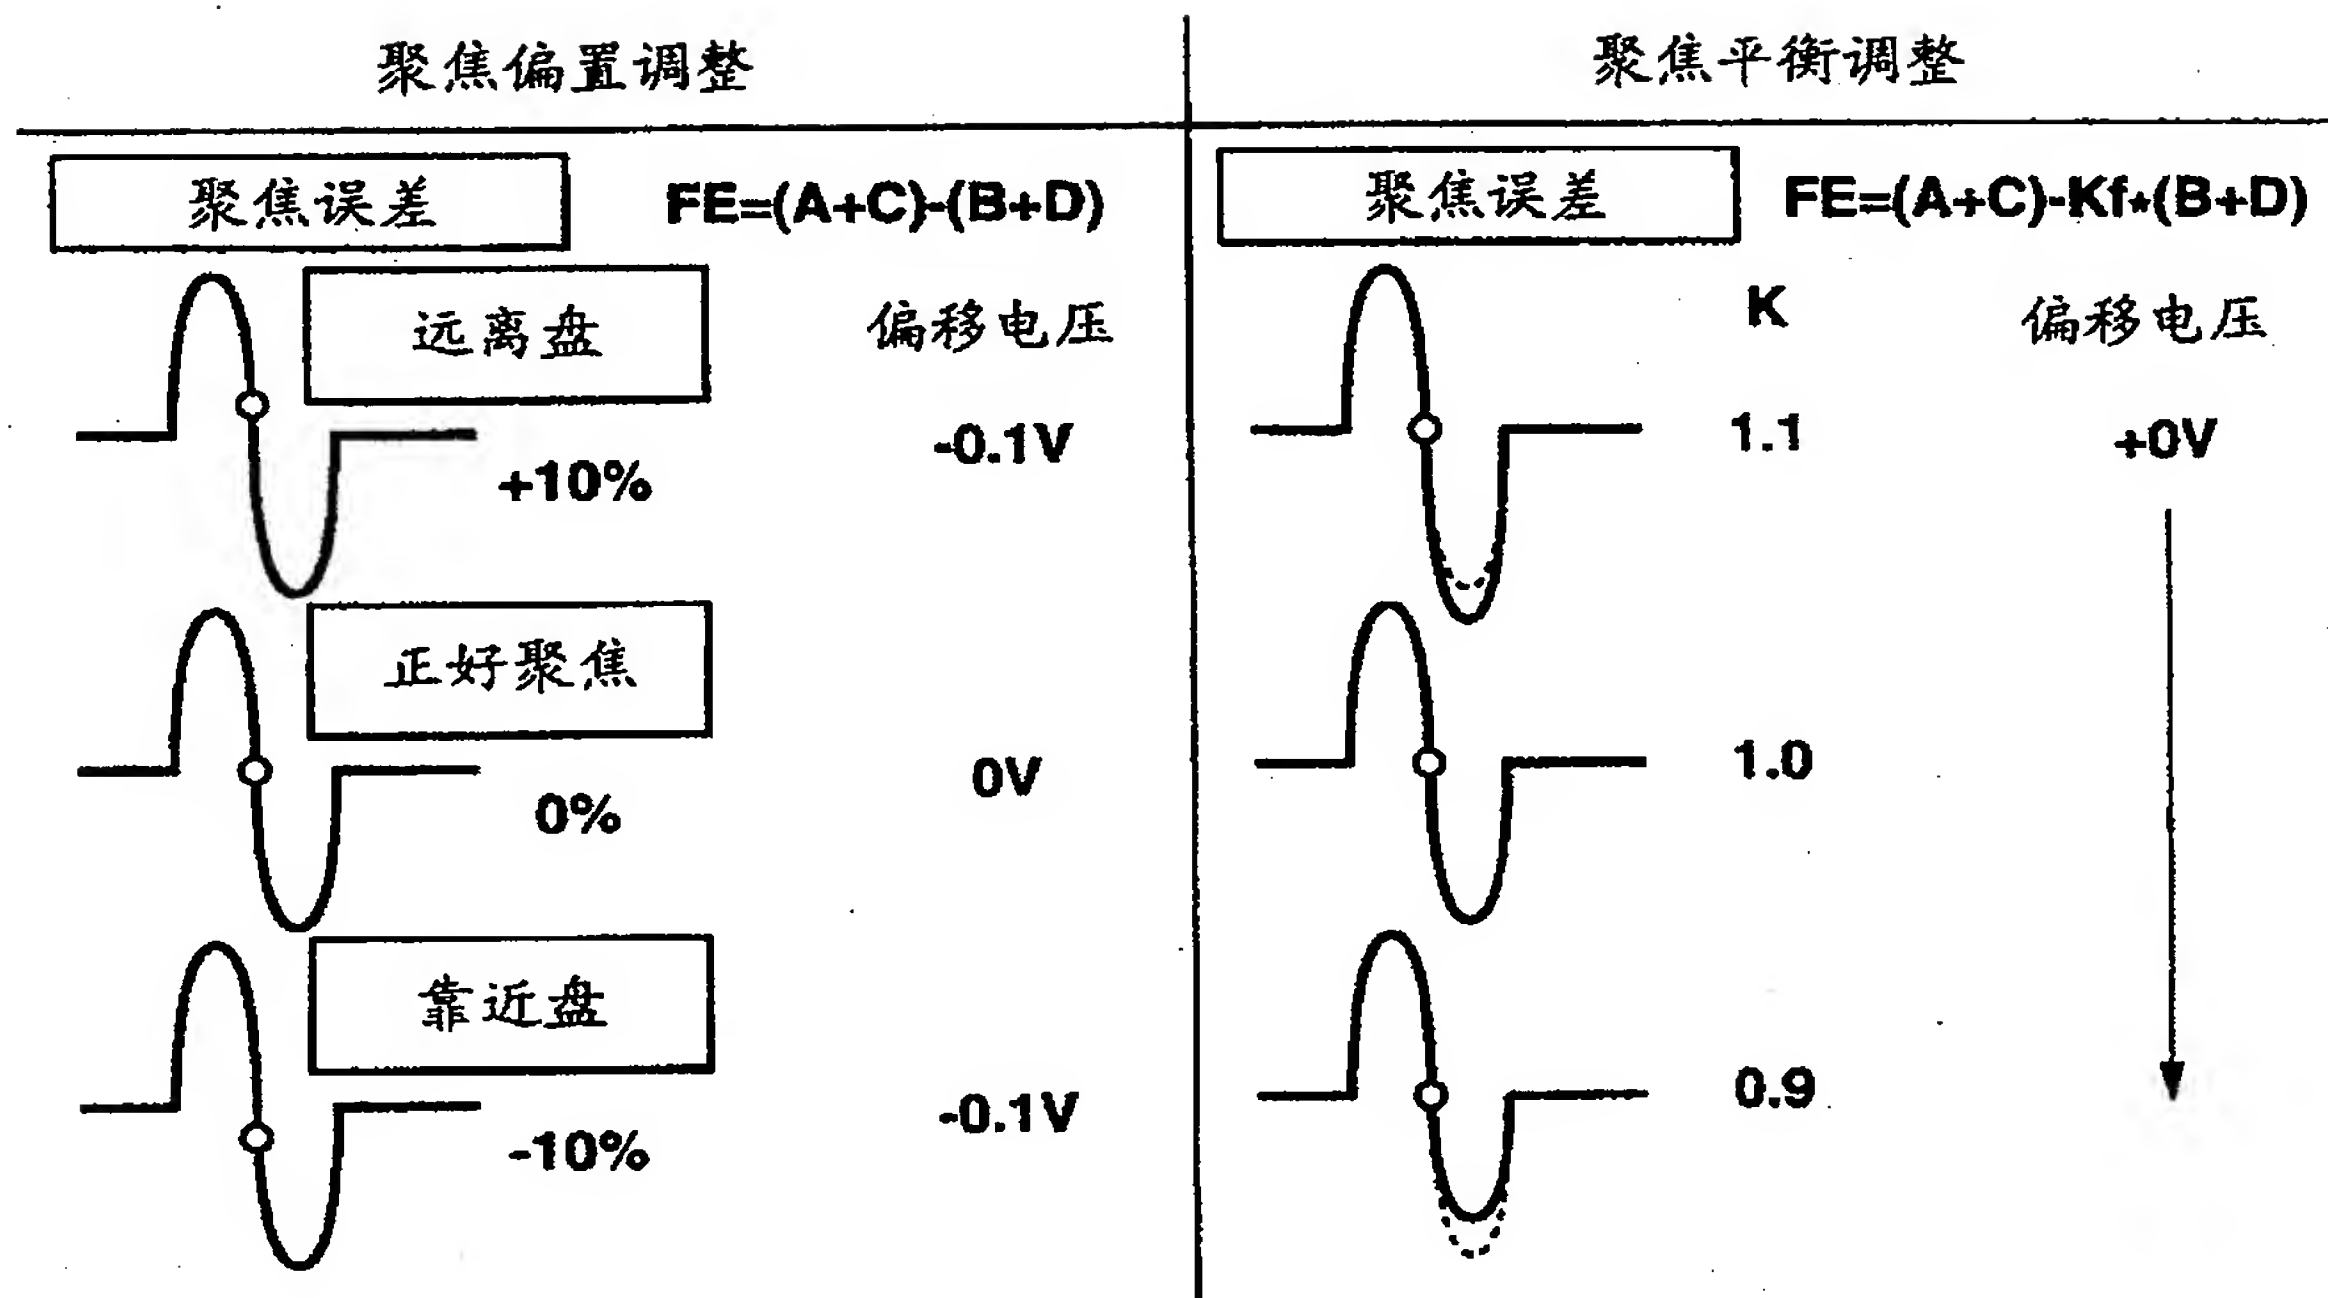 聚焦偏置调整
聚焦误差 FE=(A+C)-(B+D)
远离盘 偏移电压
+10% -0.1V
正好聚焦
0% 0V
靠近盘
-10% -0.1V
聚焦平衡调整
聚焦误差 FE=(A+C)-Kf*(B+D)
K 偏移电压
1.1 +0V
1.0
0.9